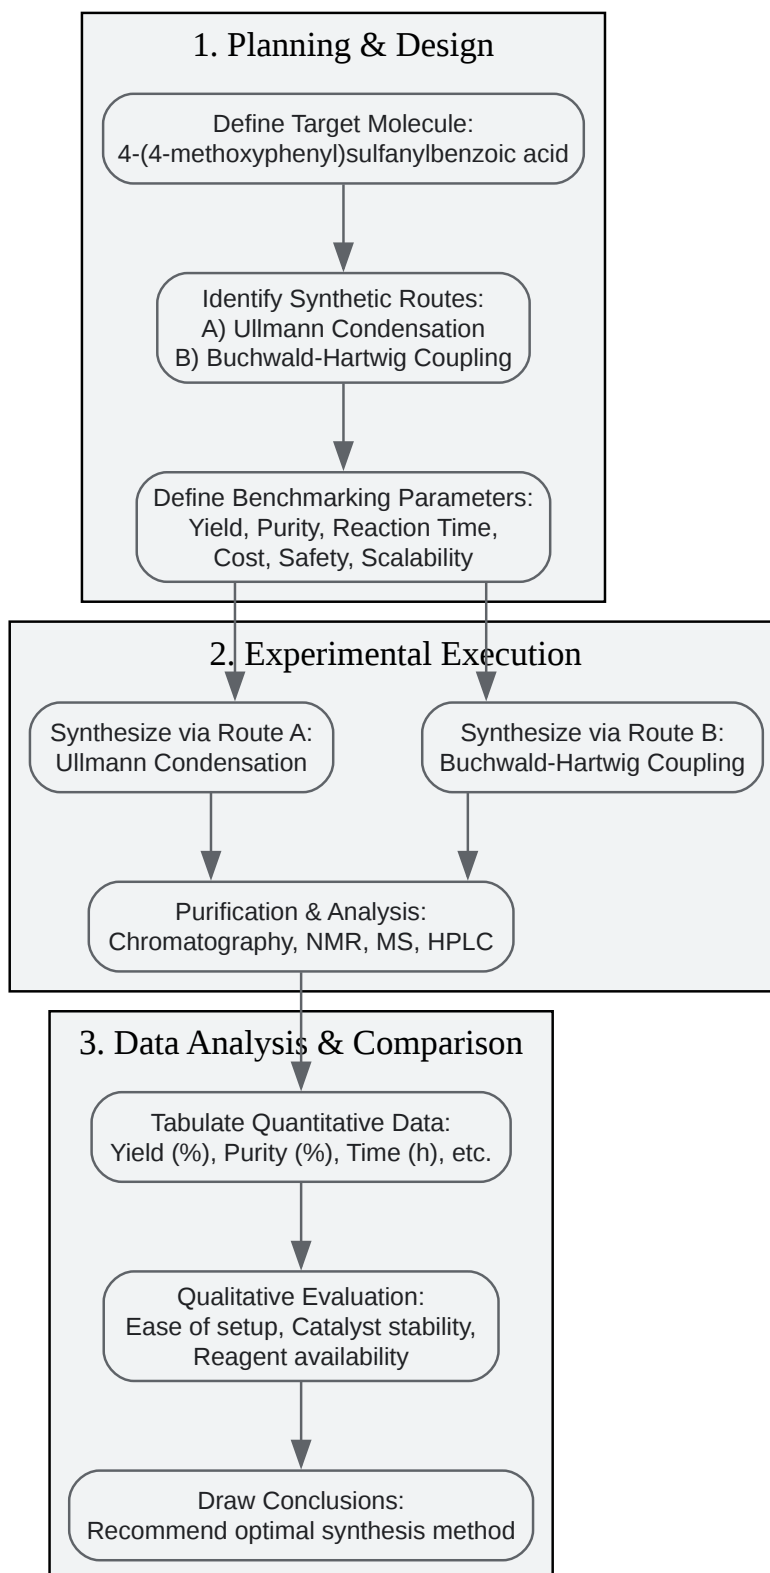 1. Planning & Design
Define Target Molecule:
4-(4-methoxyphenyl)sulfanylbenzoic acid
Identify Synthetic Routes:
A) Ullmann Condensation
B) Buchwald-Hartwig Coupling
Define Benchmarking Parameters:
Yield, Purity, Reaction Time,
Cost, Safety, Scalability
2. Experimental Execution
Synthesize via Route A:
Ullmann Condensation
Synthesize via Route B:
Buchwald-Hartwig Coupling
Purification & Analysis:
Chromatography, NMR, MS, HPLC
3. Data Analysis & Comparison
Tabulate Quantitative Data:
Yield (%), Purity (%), Time (h), etc.
Qualitative Evaluation:
Ease of setup, Catalyst stability,
Reagent availability
Draw Conclusions:
Recommend optimal synthesis method